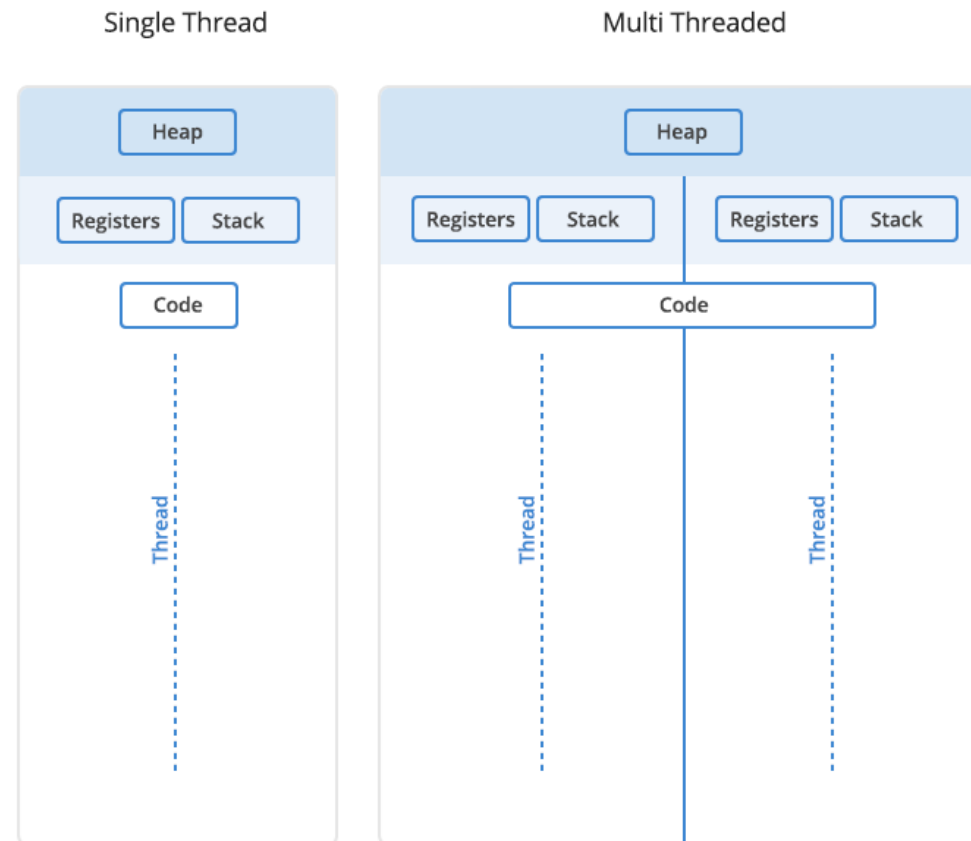 Single Thread
Multi Threaded
Heap
Heap
Registers
Stack
Registers
Stack
Registers
Stack
Code
Code
Thread
Thread
Thread